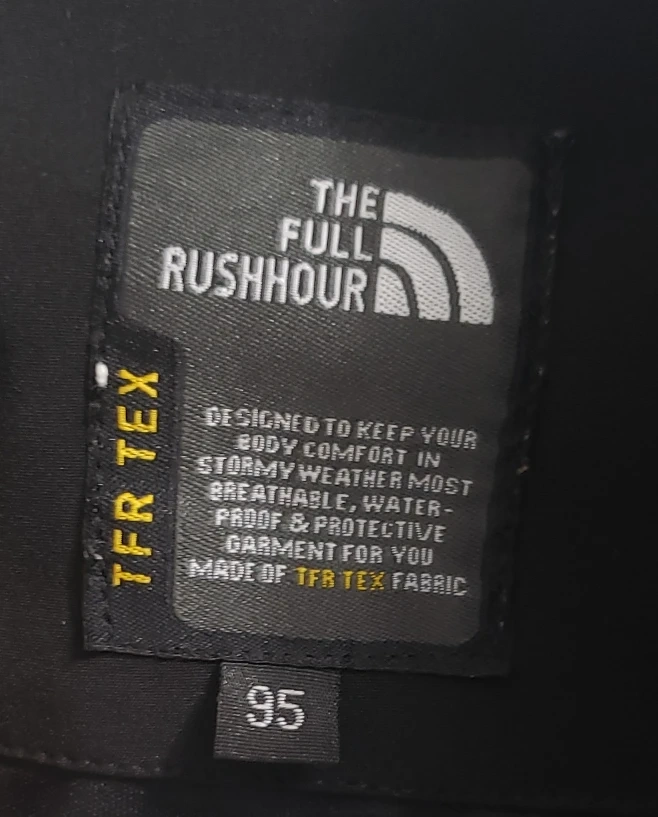 THE
FULL
RUSHHOUR
TFR TEX
DESIGNED TO KEEP YOUR
BODY COMFORT IN
STORMY WEATHER MOST
BREATHABLE, WATER-
PROOF & PROTECTIVE
GARMENT FOR YOU
MADE OF TFR TEX FABRIC
95